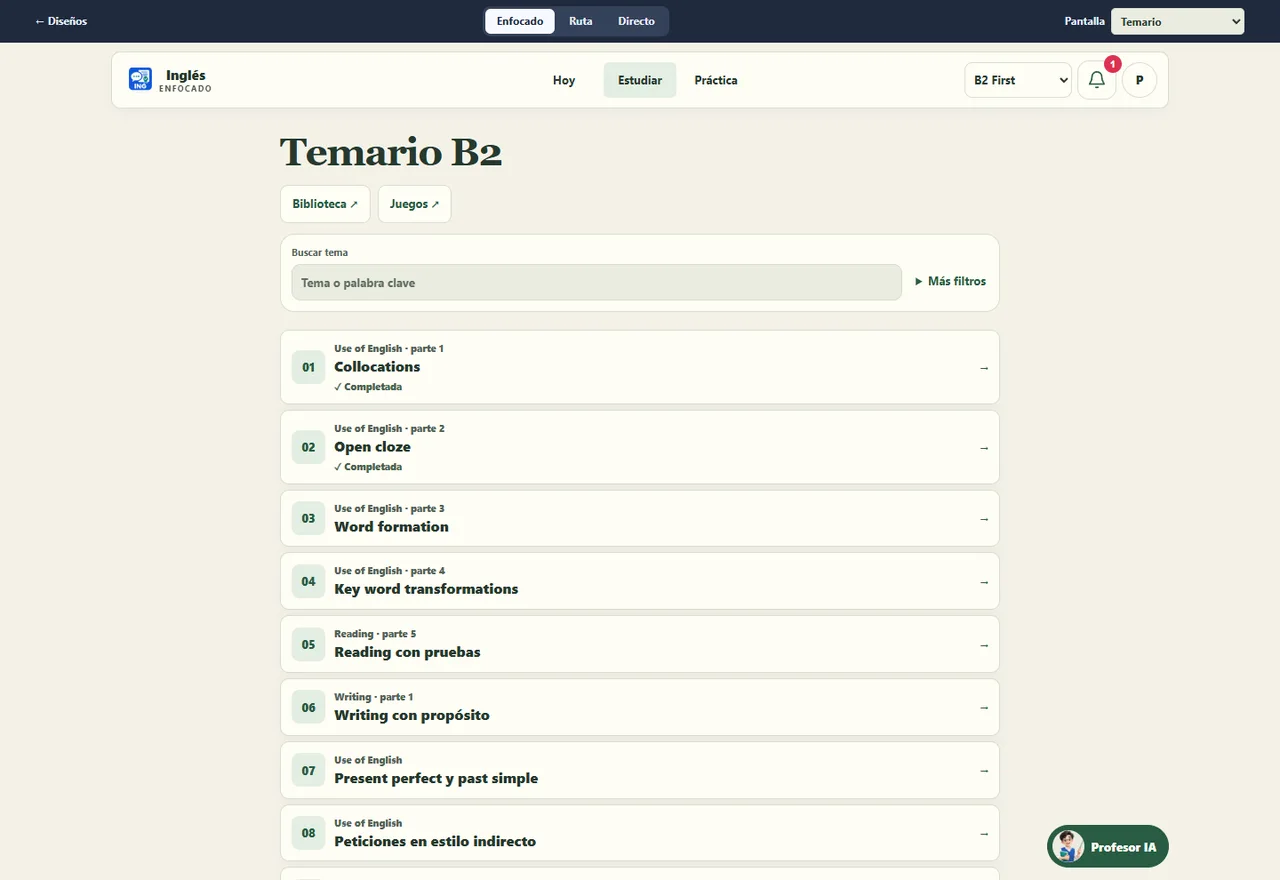 ← Diseños
Enfocado Ruta Directo
Pantalla Temario
ING
Inglés
ENFOCADO
Hoy Estudiar Práctica
B2 First
1
P
Temario B2
Biblioteca ↗ Juegos ↗
Buscar tema
Tema o palabra clave
▶ Más filtros
01
Use of English · parte 1
Collocations
✓ Completada
→
02
Use of English · parte 2
Open cloze
✓ Completada
→
03
Use of English · parte 3
Word formation
→
04
Use of English · parte 4
Key word transformations
→
05
Reading · parte 5
Reading con pruebas
→
06
Writing · parte 1
Writing con propósito
→
07
Use of English
Present perfect y past simple
→
08
Use of English
Peticiones en estilo indirecto
→
Profesor IA